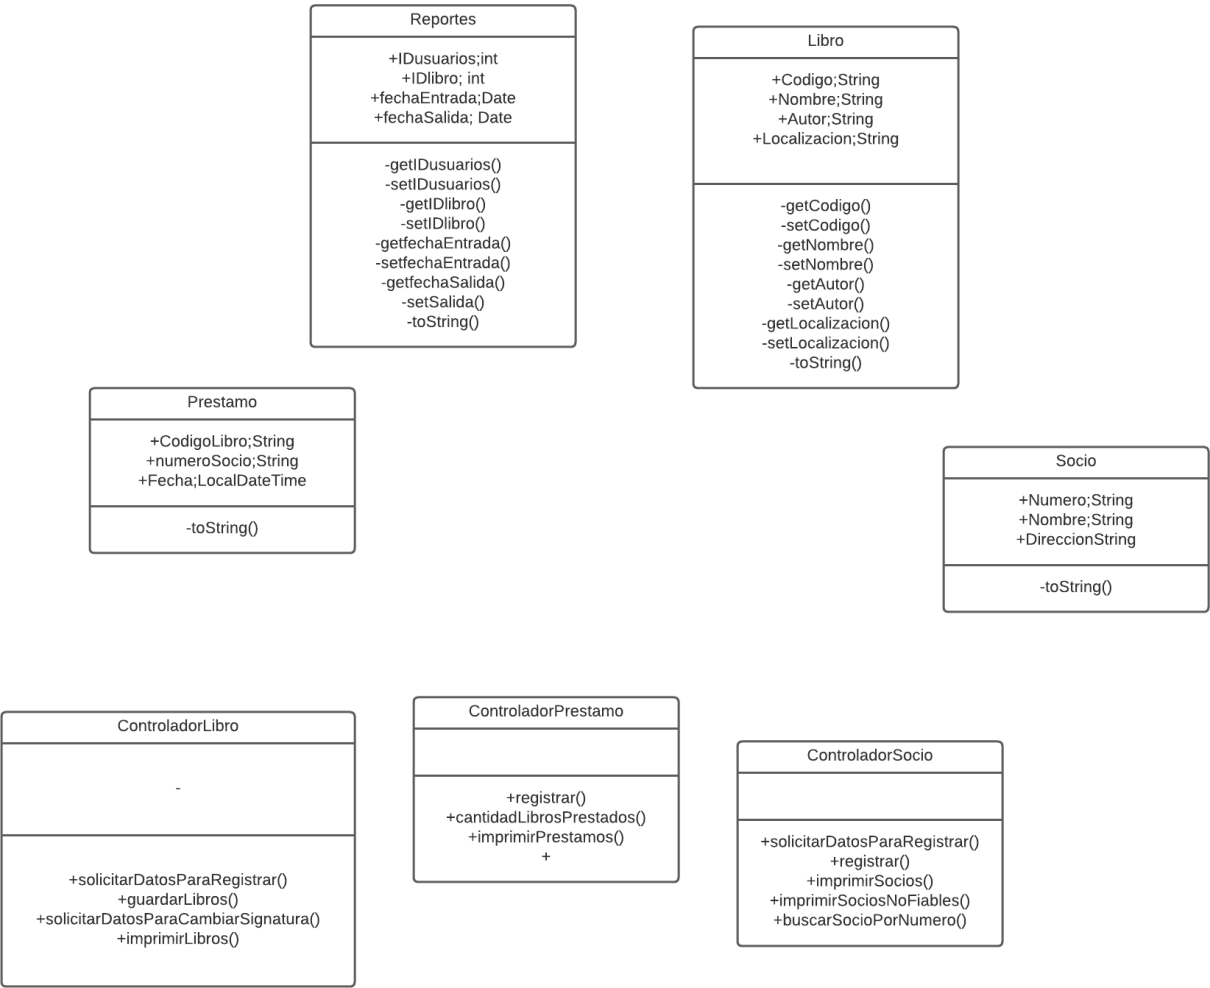 Reportes
+IDusuarios;int
+IDlibro; int
+fechaEntrada;Date
+fechaSalida; Date
-getIDusuarios()
-setIDusuarios()
-getIDlibro()
-setIDlibro()
-getfechaEntrada()
-setfechaEntrada()
-getfechaSalida()
-setSalida()
-toString()
Libro
+Codigo;String
+Nombre;String
+Autor;String
+Localizacion;String
-getCodigo()
-setCodigo()
-getNombre()
-setNombre()
-getAutor()
-setAutor()
-getLocalizacion()
-setLocalizacion()
-toString()
Prestamo
+CodigoLibro;String
+numeroSocio;String
+Fecha;LocalDateTime
-toString()
Socio
+Numero;String
+Nombre;String
+DireccionString
-toString()
ControladorLibro
-
+solicitarDatosParaRegistrar()
+guardarLibros()
+solicitarDatosParaCambiarSignatura()
+imprimirLibros()
ControladorPrestamo
+registrar()
+cantidadLibrosPrestados()
+imprimirPrestamos()
+
ControladorSocio
+solicitarDatosParaRegistrar()
+registrar()
+imprimirSocios()
+imprimirSociosNoFiables()
+buscarSocioPorNumero()